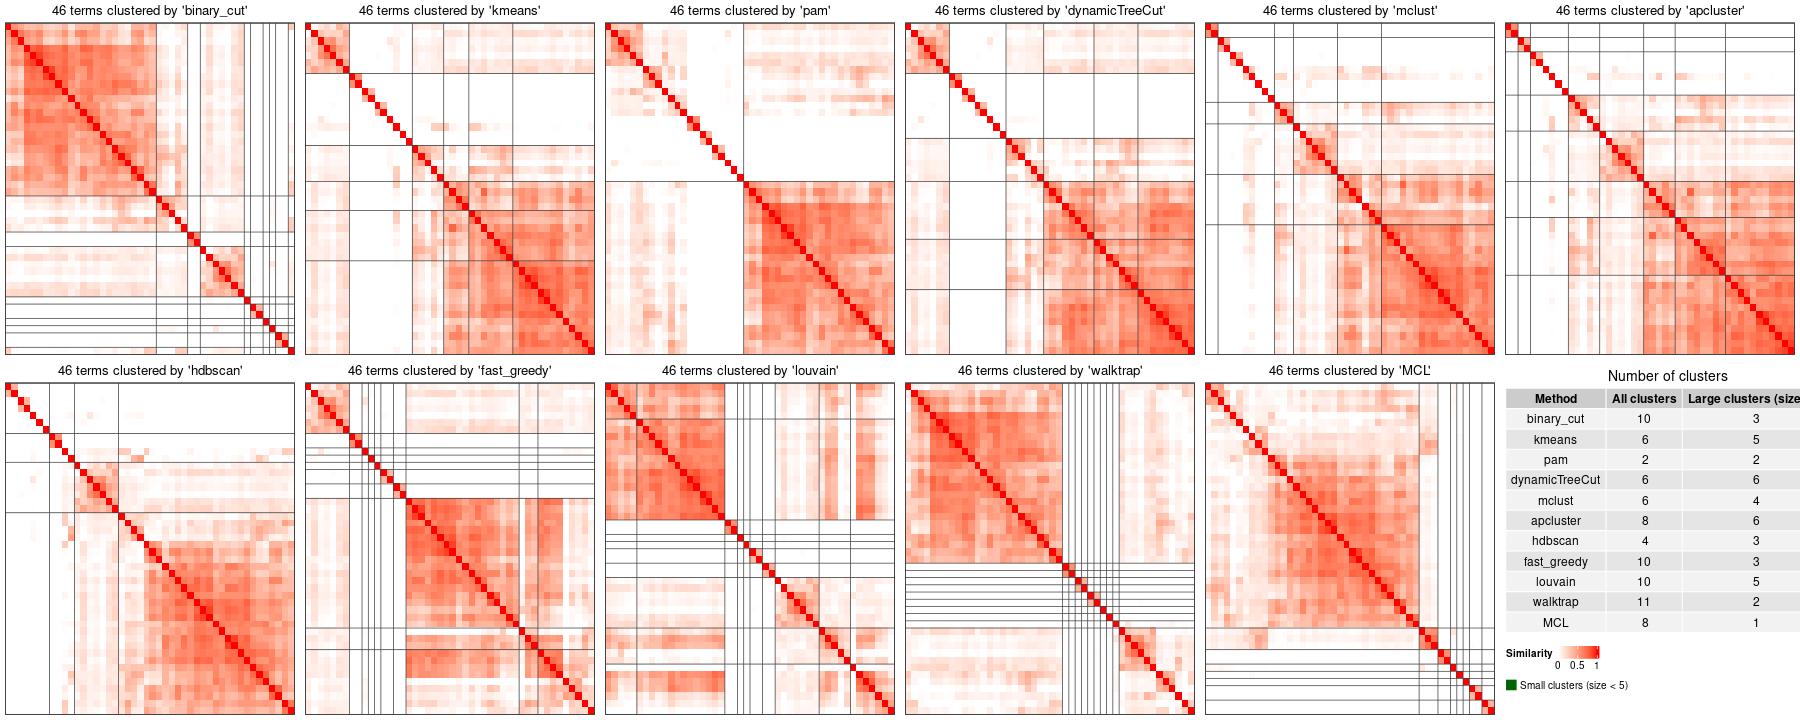 46 terms clustered by 'binary_cut'
46 terms clustered by 'kmeans'
46 terms clustered by 'pam'
46 terms clustered by 'dynamicTreeCut'
46 terms clustered by 'mclust'
46 terms clustered by 'apcluster'
46 terms clustered by 'hdbscan'
46 terms clustered by 'fast_greedy'
46 terms clustered by 'louvain'
46 terms clustered by 'walktrap'
46 terms clustered by 'MCL'
Number of clusters
Method All clusters Large clusters (size
binary_cut 10 3
kmeans 6 5
pam 2 2
dynamicTreeCut 6 6
mclust 6 4
apcluster 8 6
hdbscan 4 3
fast_greedy 10 3
louvain 10 5
walktrap 11 2
MCL 8 1
Similarity
0 0.5 1
Small clusters (size < 5)